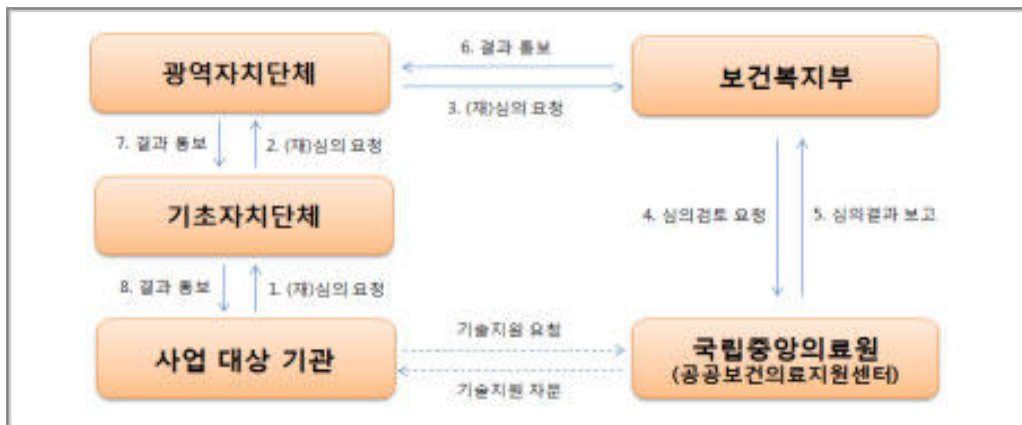 광역자치단체
6. 결과 통보
3. (재)심의 요청
보건복지부
7. 결과 통보
2. (재)심의 요청
기초자치단체
4. 심의검토 요청
5. 심의결과 보고
8. 결과 통보
1. (재)심의 요청
사업 대상 기관
기술지원 요청
기술지원 자문
국립중앙의료원
(공공보건의료지원센터)